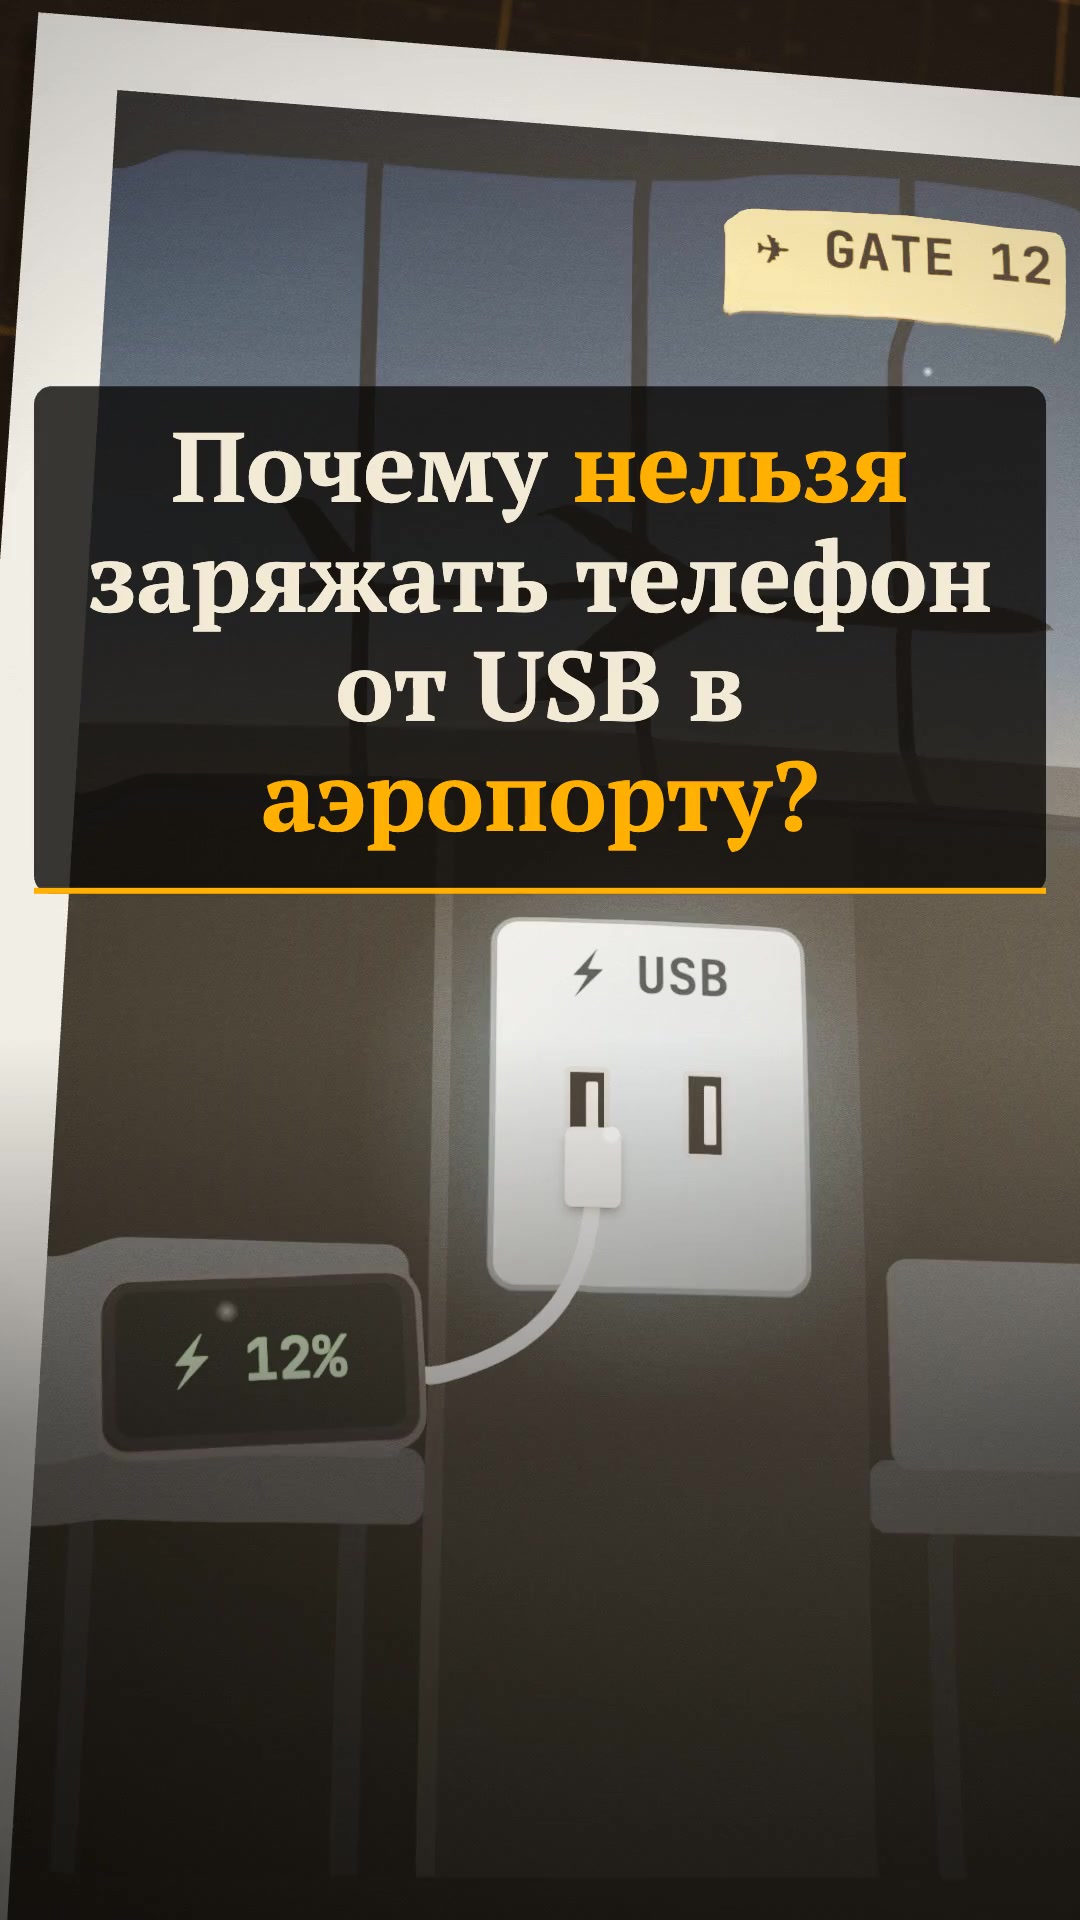 ✈ GATE 12
Почему нельзя
заряжать телефон
от USB в
аэропорту?
⚡ USB
⚡ 12%